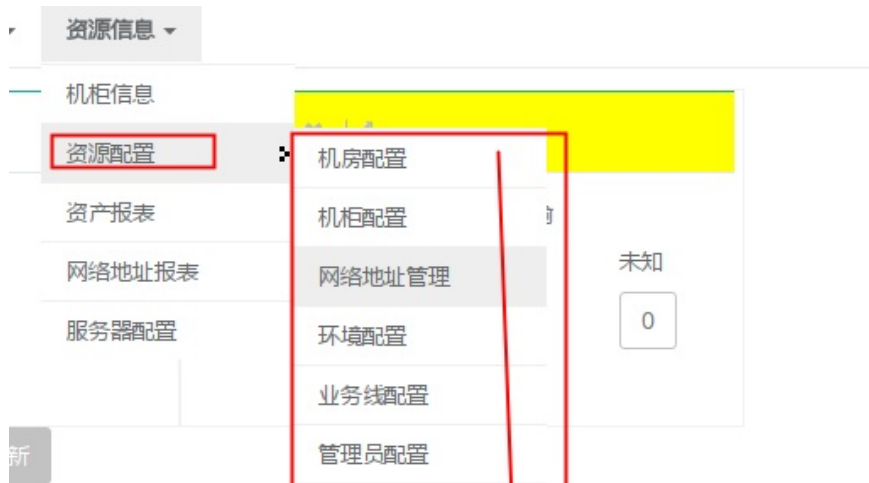 资源信息
机柜信息
资源配置
资产报表
网络地址报表
服务器配置
机房配置
机柜配置
网络地址管理
环境配置
业务线配置
管理员配置
未知
0
新